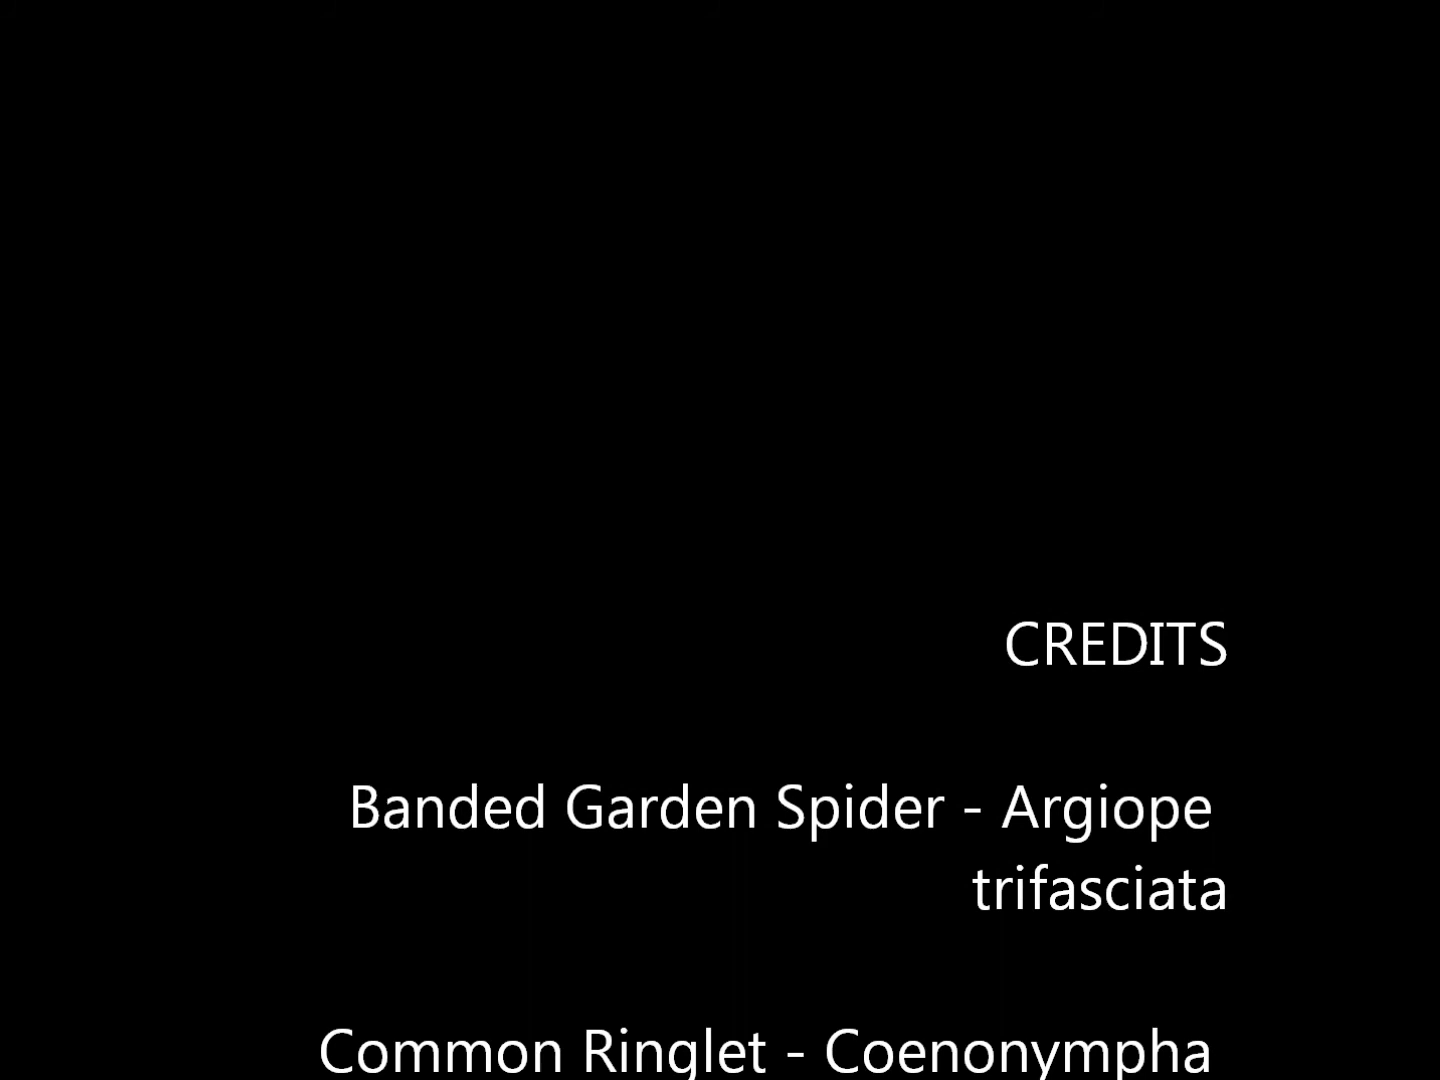 CREDITS
Banded Garden Spider - Argiope
trifasciata
Common Ringlet - Coenonympha